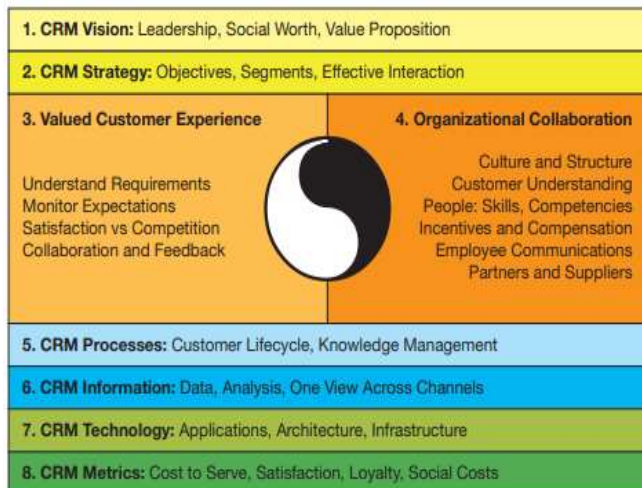 1. CRM Vision: Leadership, Social Worth, Value Proposition
2. CRM Strategy: Objectives, Segments, Effective Interaction
3. Valued Customer Experience
Understand Requirements
Monitor Expectations
Satisfaction vs Competition
Collaboration and Feedback
4. Organizational Collaboration
Culture and Structure
Customer Understanding
People: Skills, Competencies
Incentives and Compensation
Employee Communications
Partners and Suppliers
5. CRM Processes: Customer Lifecycle, Knowledge Management
6. CRM Information: Data, Analysis, One View Across Channels
7. CRM Technology: Applications, Architecture, Infrastructure
8. CRM Metrics: Cost to Serve, Satisfaction, Loyalty, Social Costs